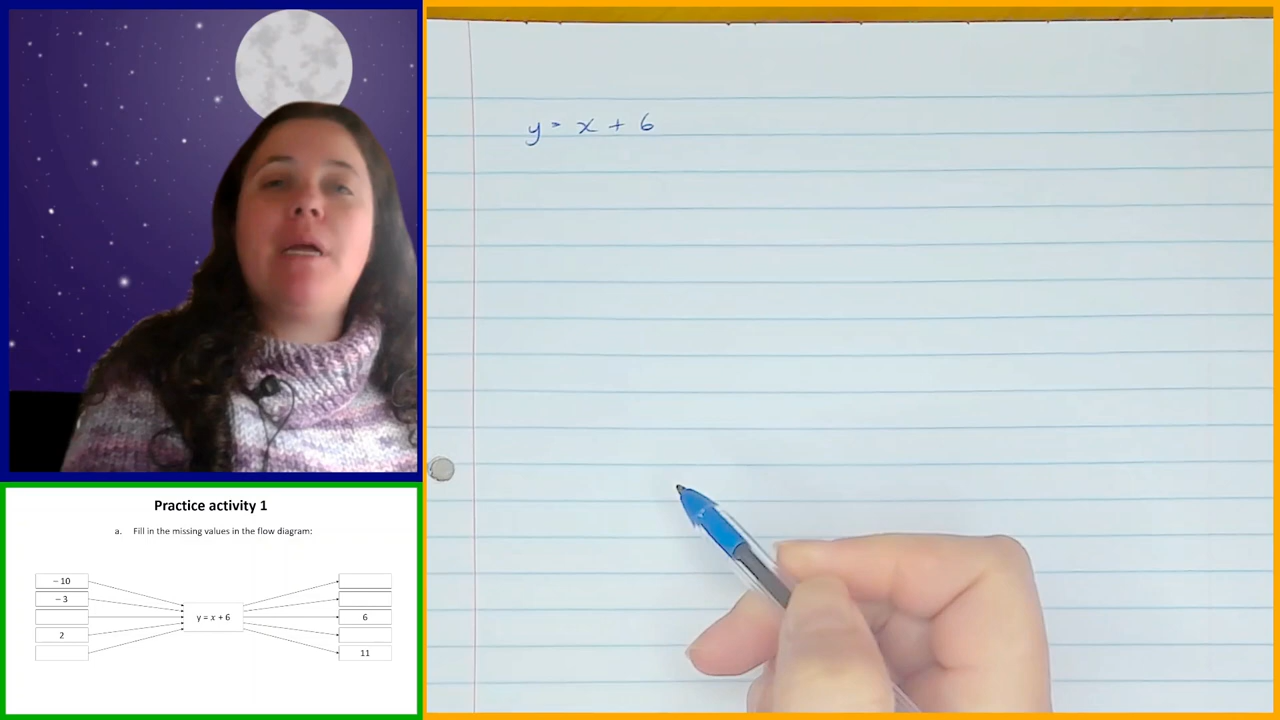 y = x + 6
Practice activity 1
a. Fill in the missing values in the flow diagram:
– 10
– 3
y = x + 6
6
2
11